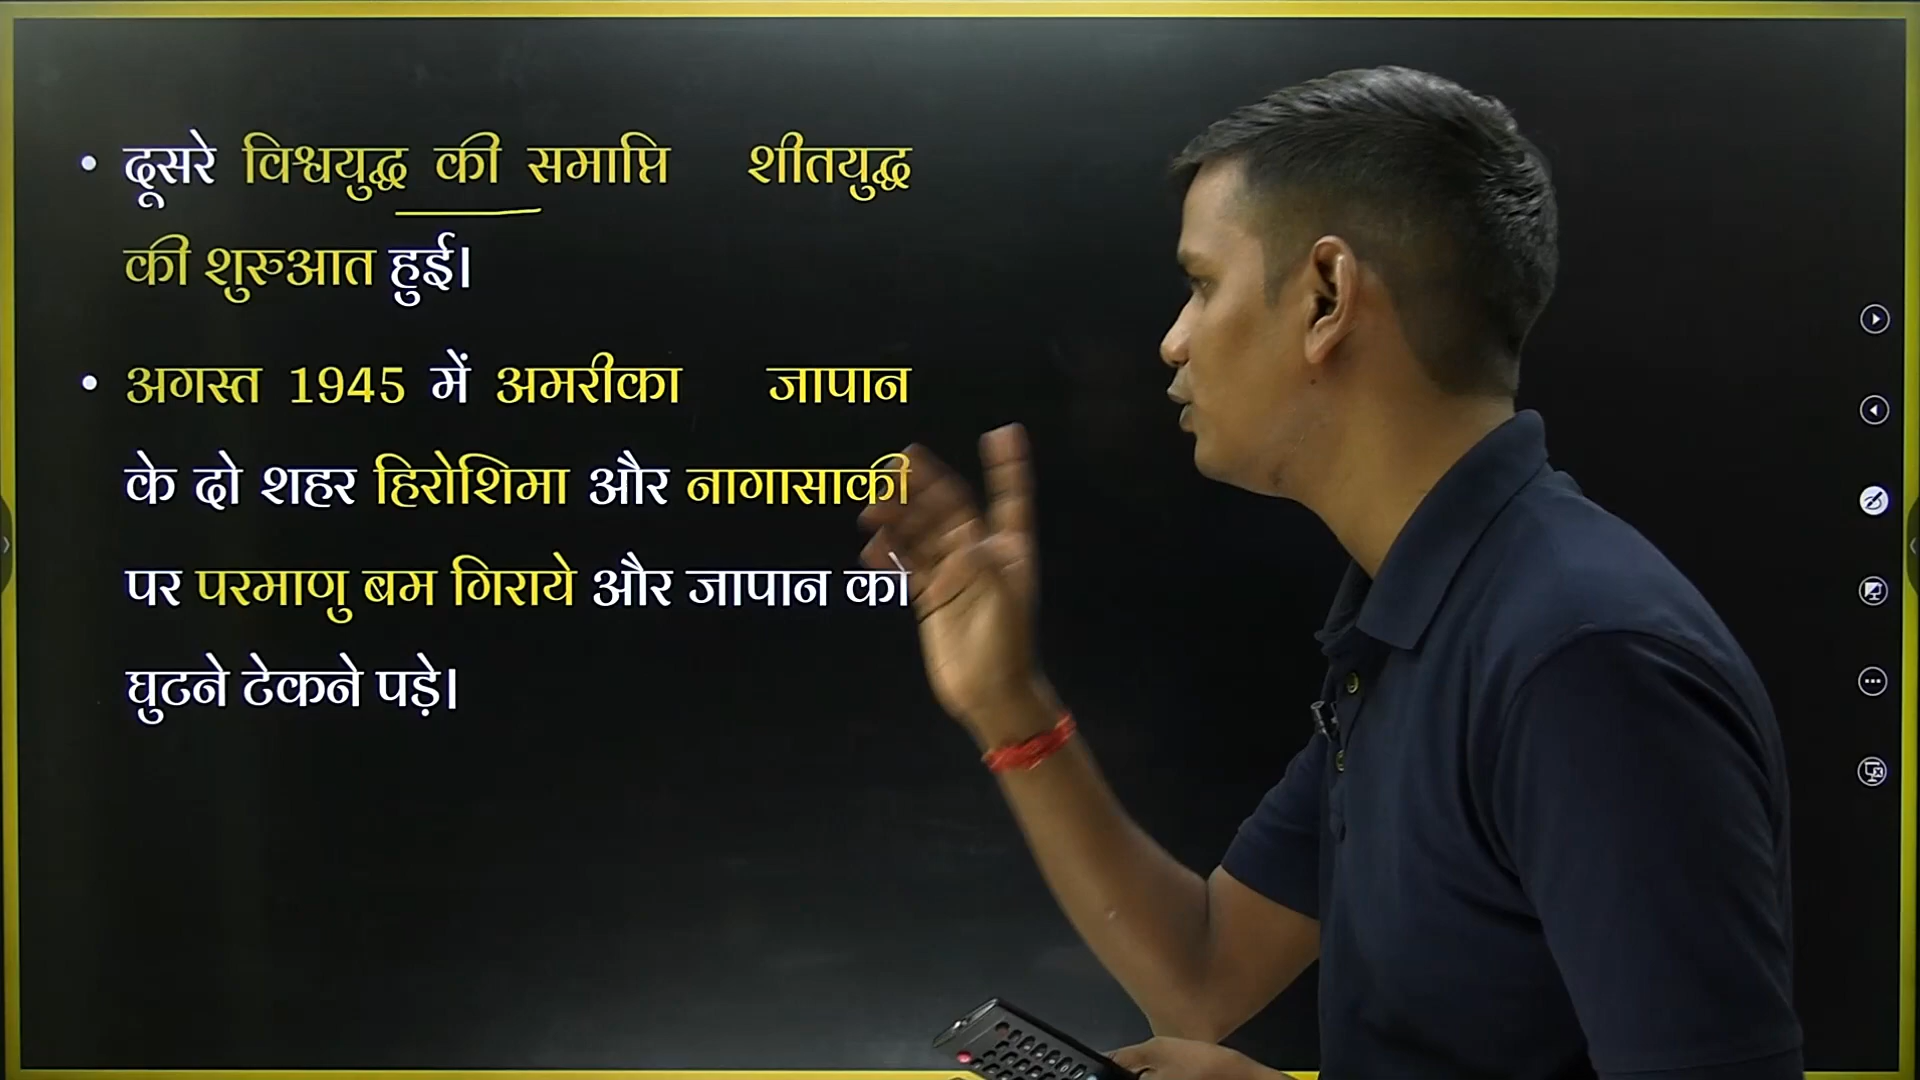 • दूसरे विश्वयुद्ध की समाप्ति शीतयुद्ध
की शुरुआत हुई।
• अगस्त 1945 में अमरीका जापान
के दो शहर हिरोशिमा और नागासाकी
पर परमाणु बम गिराये और जापान को
घुटने टेकने पड़े।